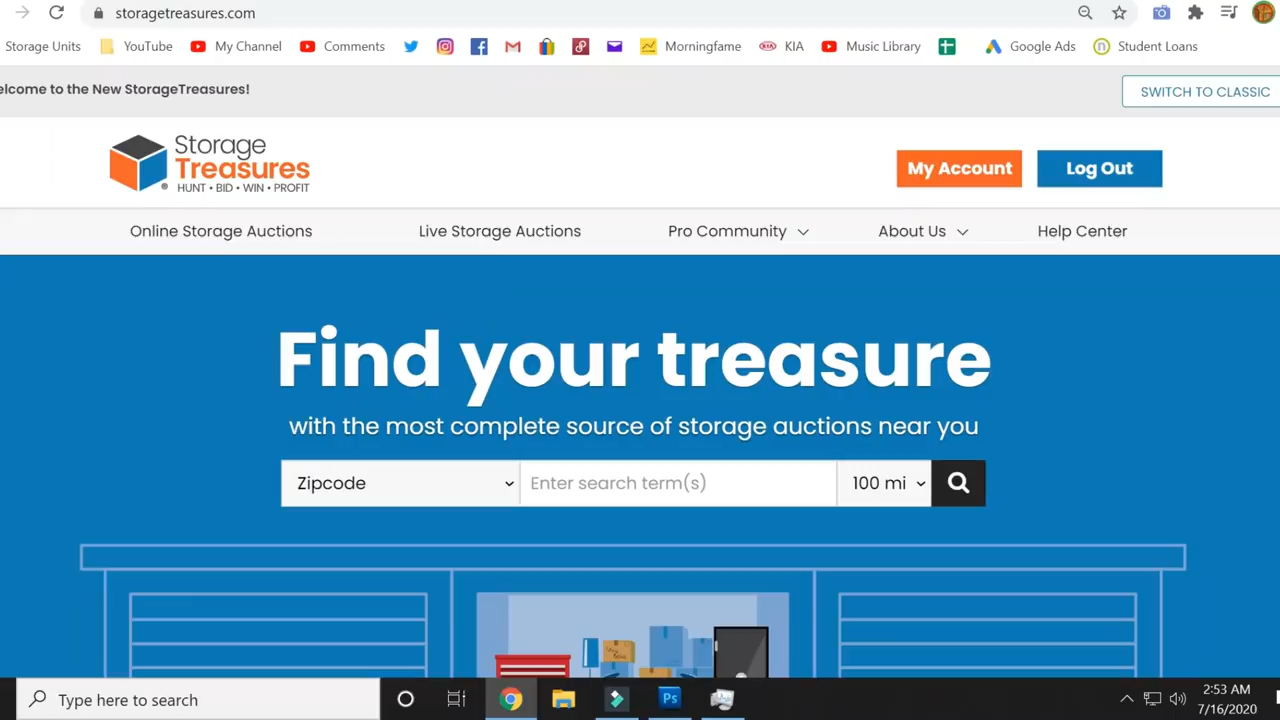 storagetreasures.com
Storage Units YouTube My Channel Comments Morningfame KIA Music Library Google Ads Student Loans
elcome to the New StorageTreasures!
SWITCH TO CLASSIC
Storage
Treasures
HUNT • BID • WIN • PROFIT
®
My Account
Log Out
Online Storage Auctions Live Storage Auctions Pro Community About Us Help Center
Find your treasure
with the most complete source of storage auctions near you
Zipcode Enter search term(s) 100 mi
Type here to search
Ps
2:53 AM
7/16/2020